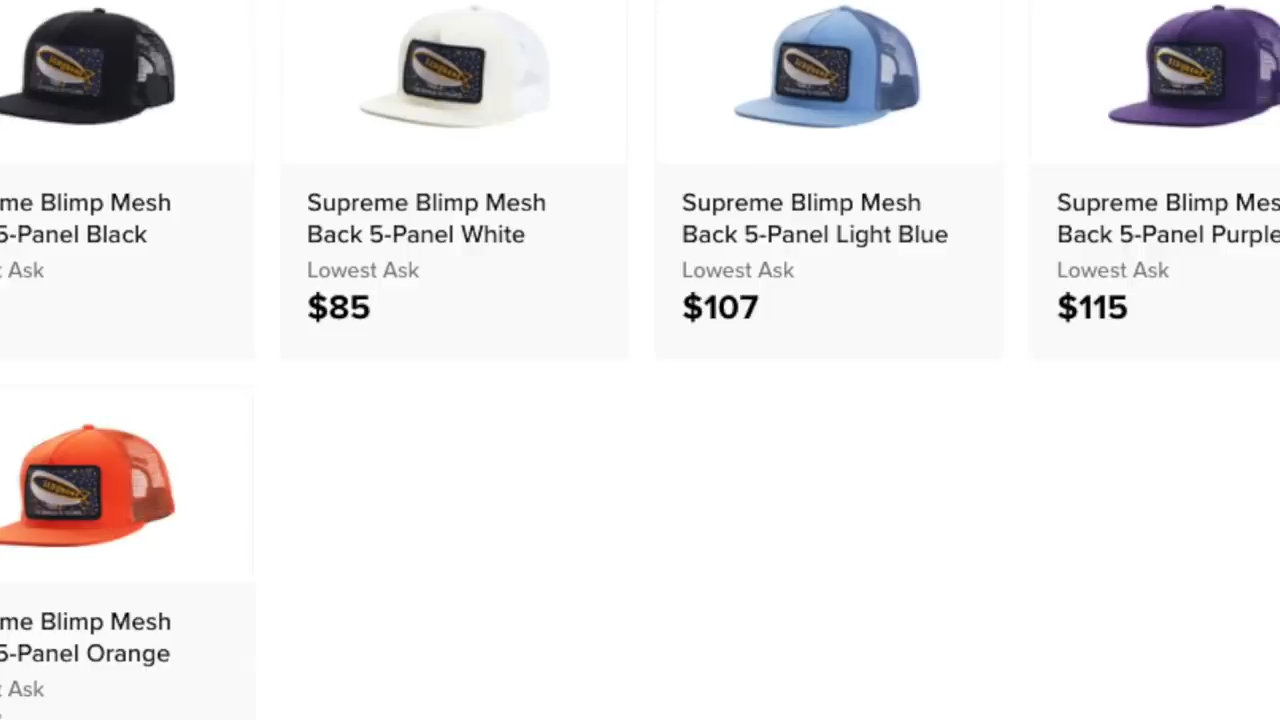 me Blimp Mesh
5-Panel Black
Ask
Supreme Blimp Mesh
Back 5-Panel White
Lowest Ask
$85
Supreme Blimp Mesh
Back 5-Panel Light Blue
Lowest Ask
$107
Supreme Blimp Mes
Back 5-Panel Purple
Lowest Ask
$115
me Blimp Mesh
5-Panel Orange
Ask